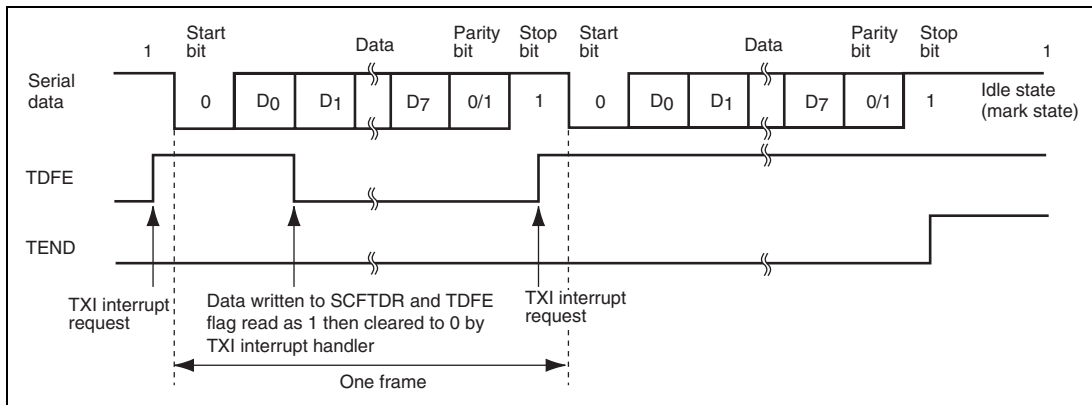 1
Start
bit
Data
Parity
bit
Stop
bit
Start
bit
Data
Parity
bit
Stop
bit
1
Serial
data
0
D0
D1
D7
0/1
1
0
D0
D1
D7
0/1
1
Idle state
(mark state)
TDFE
TEND
TXI interrupt
request
Data written to SCFTDR and TDFE
flag read as 1 then cleared to 0 by
TXI interrupt handler
TXI interrupt
request
One frame